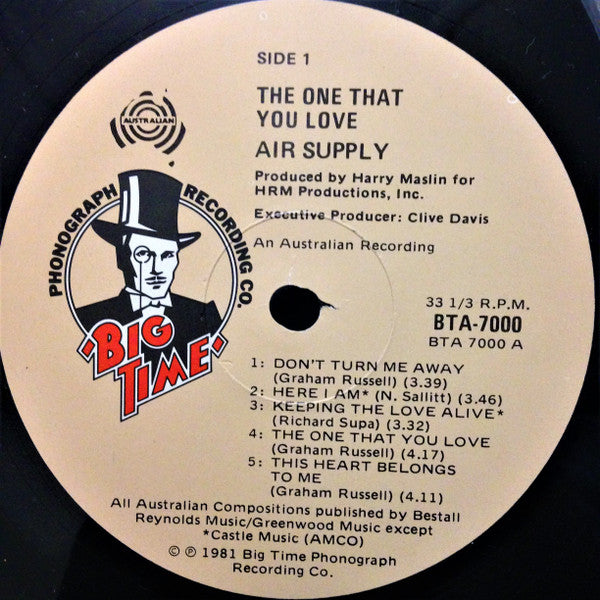 SIDE 1
THE ONE THAT
YOU LOVE
AIR SUPPLY
Produced by Harry Maslin for
HRM Productions, Inc.
Executive Producer: Clive Davis
An Australian Recording
AUSTRALIAN
PHONOGRAPH RECORDING CO.
·BIG
TIME·
33 1/3 R.P.M.
BTA-7000
BTA 7000 A
1: DON'T TURN ME AWAY
(Graham Russell) (3.39)
2: HERE I AM* (N. Sallitt) (3.46)
3: KEEPING THE LOVE ALIVE*
(Richard Supa) (3.32)
4: THE ONE THAT YOU LOVE
(Graham Russell) (4.17)
5: THIS HEART BELONGS
TO ME
(Graham Russell) (4.11)
All Australian Compositions published by Bestall
Reynolds Music/Greenwood Music except
*Castle Music (AMCO)
© ℗ 1981 Big Time Phonograph
Recording Co.